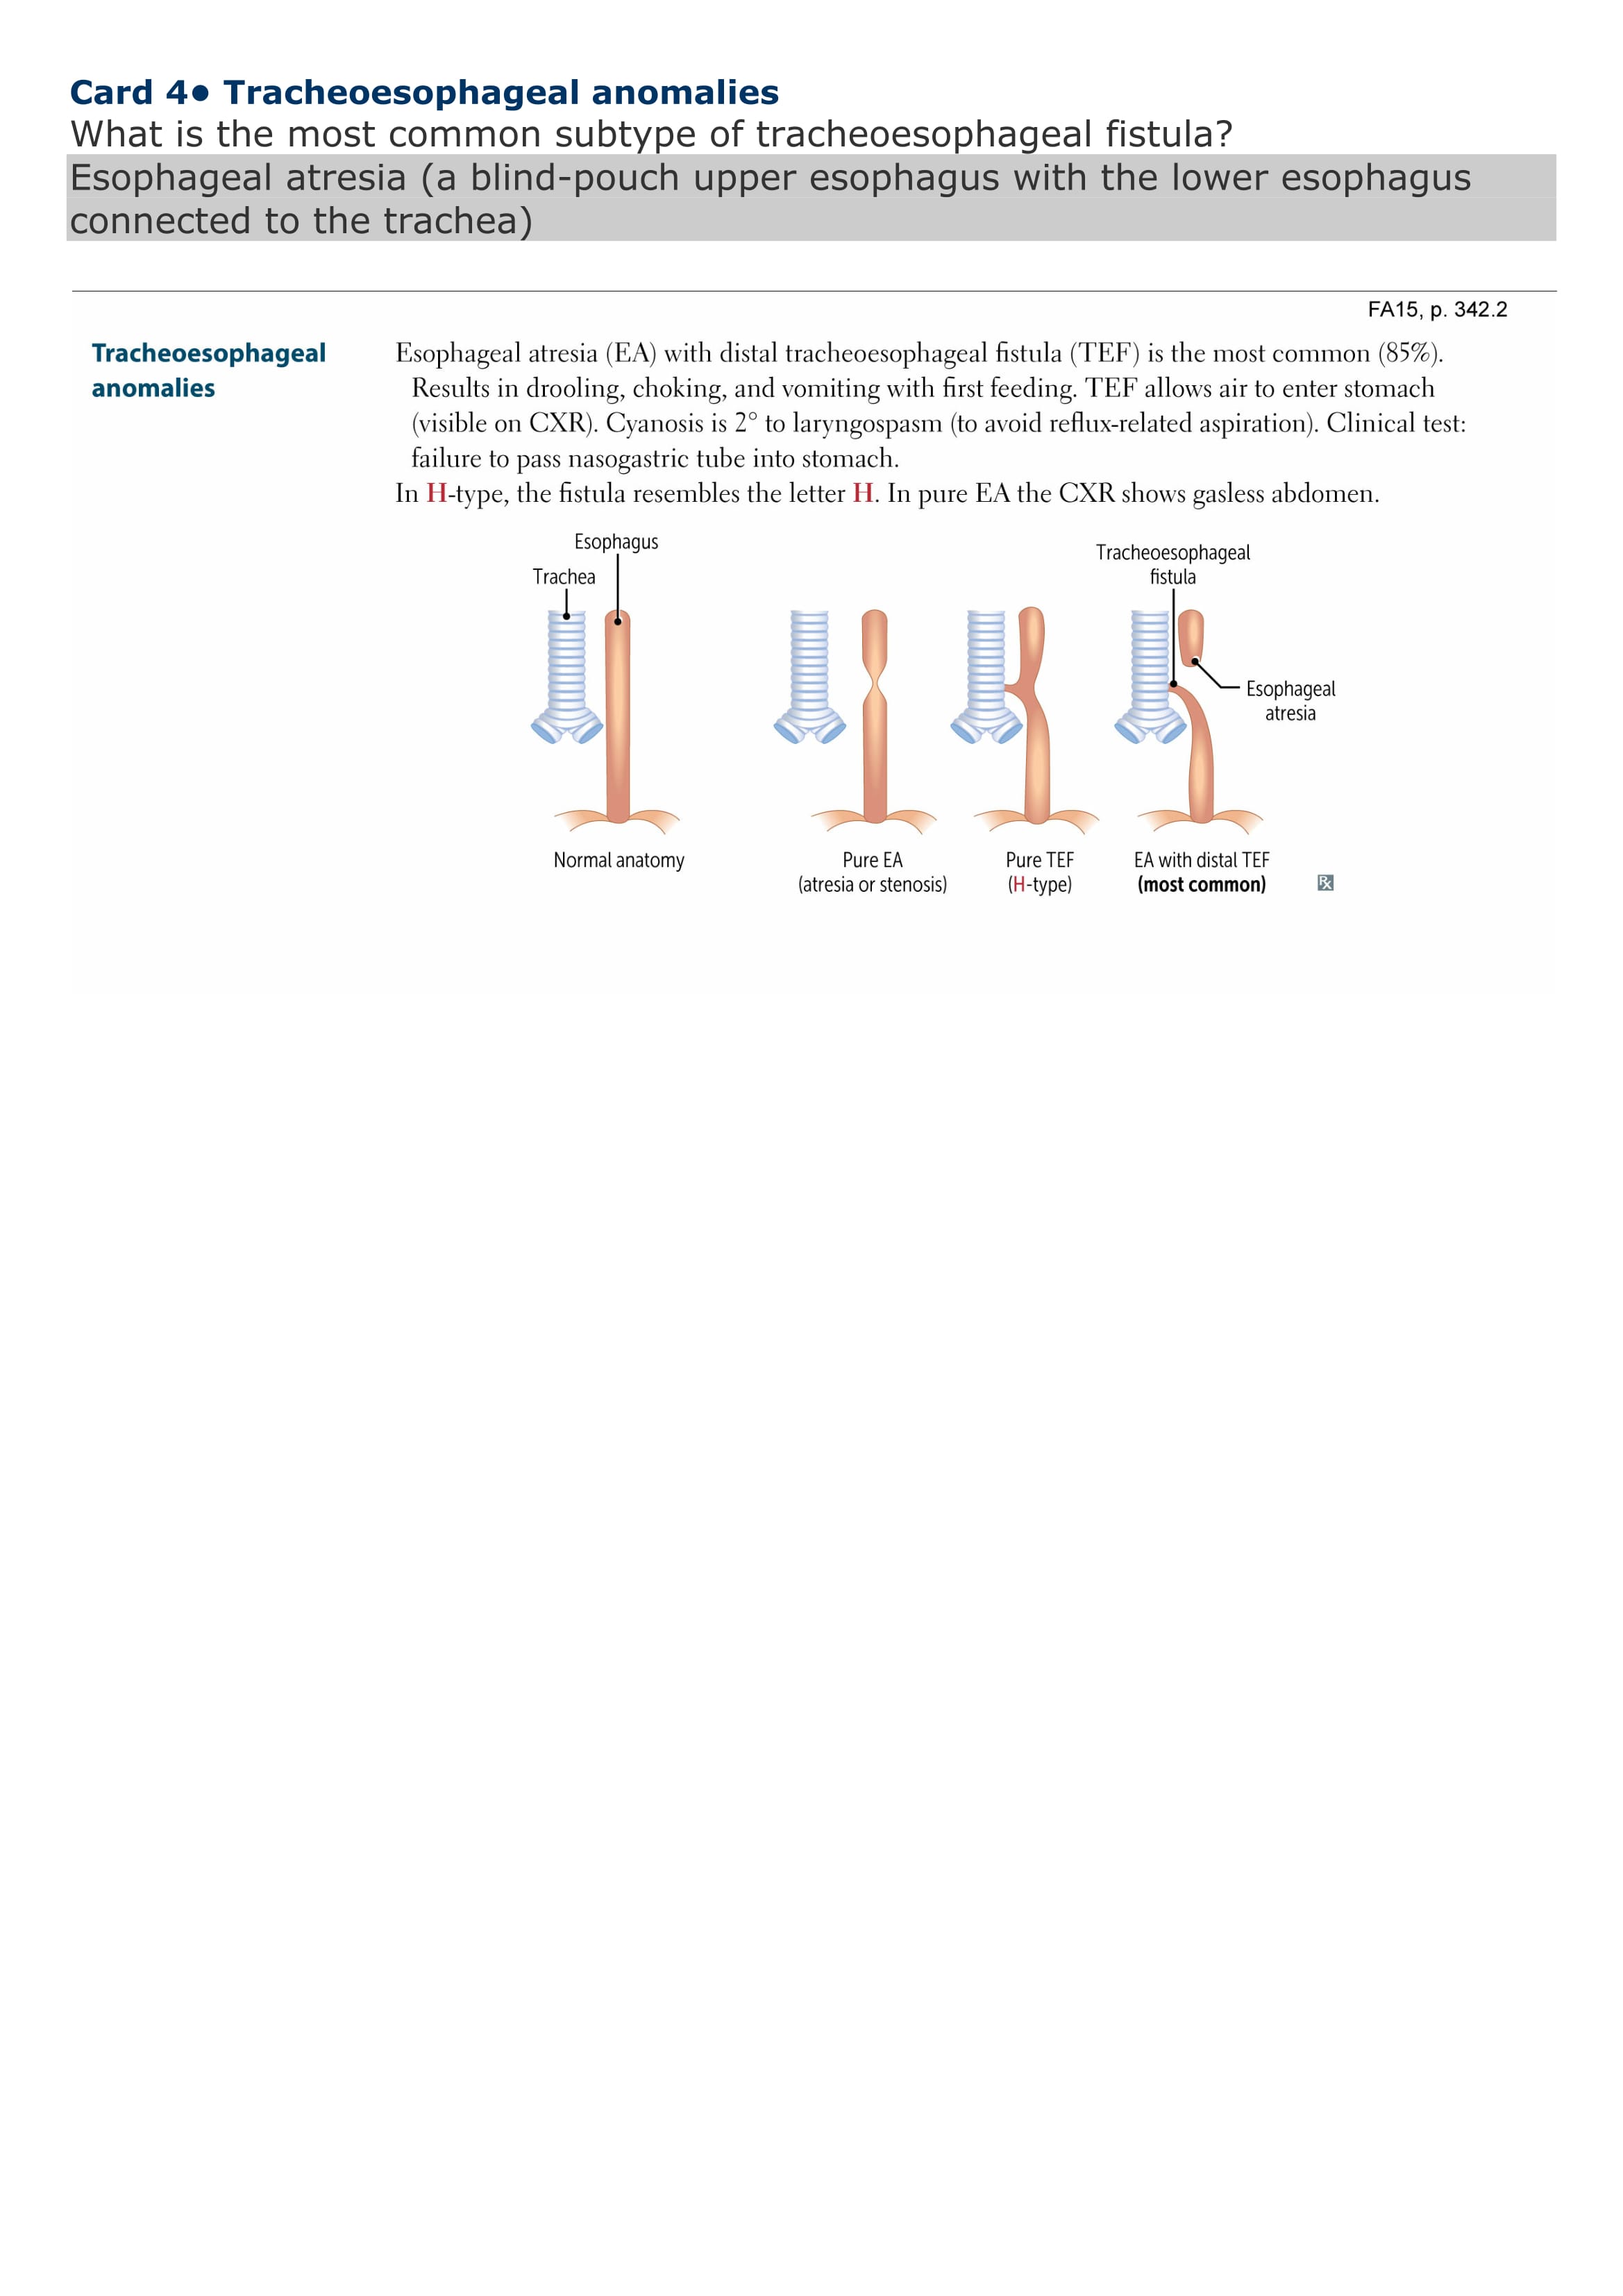 Card 4● Tracheoesophageal anomalies
What is the most common subtype of tracheoesophageal fistula?
Esophageal atresia (a blind-pouch upper esophagus with the lower esophagus
connected to the trachea)
FA15, p. 342.2
Tracheoesophageal
anomalies
Esophageal atresia (EA) with distal tracheoesophageal fistula (TEF) is the most common (85%).
Results in drooling, choking, and vomiting with first feeding. TEF allows air to enter stomach
(visible on CXR). Cyanosis is 2° to laryngospasm (to avoid reflux-related aspiration). Clinical test:
failure to pass nasogastric tube into stomach.
In H-type, the fistula resembles the letter H. In pure EA the CXR shows gasless abdomen.
Esophagus
Trachea
Tracheoesophageal
fistula
Esophageal
atresia
Normal anatomy
Pure EA
(atresia or stenosis)
Pure TEF
(H-type)
EA with distal TEF
(most common)
Rx